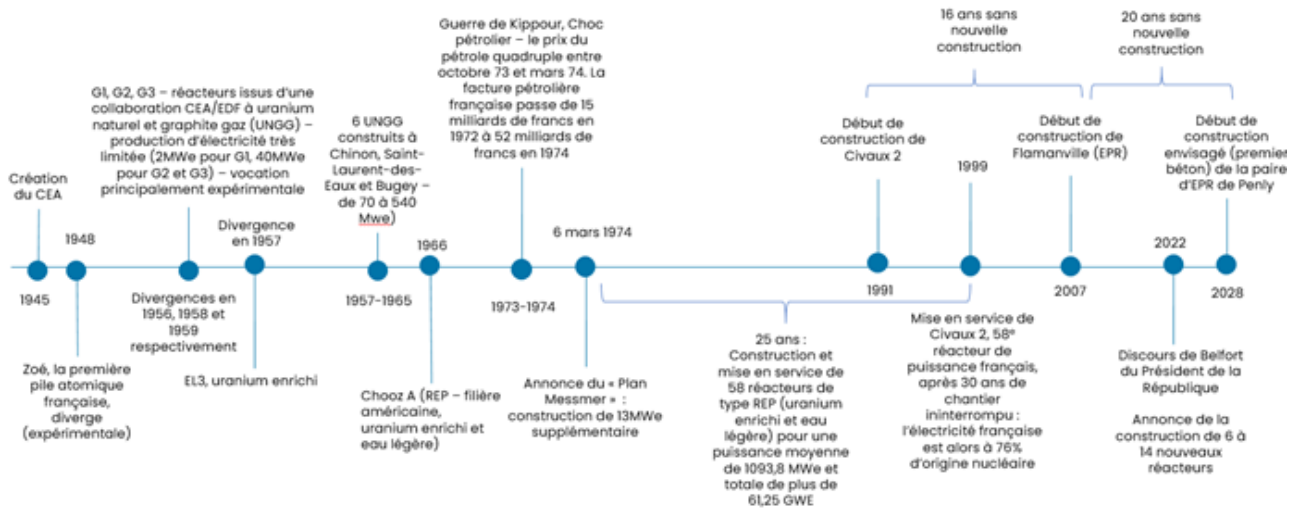 Création
du CEA
1945
1948
Zoé, la première
pile atomique
française,
diverge
(expérimentale)
G1, G2, G3 – réacteurs issus d'une
collaboration CEA/EDF à uranium
naturel et graphite gaz (UNGG) –
production d'électricité très
limitée (2MWe pour G1, 40MWe
pour G2 et G3) – vocation
principalement expérimentale
Divergences en
1956, 1958 et
1959
respectivement
Divergence
en 1957
EL3, uranium enrichi
6 UNGG
construits à
Chinon, Saint-
Laurent-des-
Eaux et Bugey –
de 70 à 540
Mwe)
1957-1965
1966
Chooz A (REP – filière
américaine,
uranium enrichi et
eau légère)
Guerre de Kippour, Choc
pétrolier – le prix du
pétrole quadruple entre
octobre 73 et mars 74. La
facture pétrolière
française passe de 15
milliards de francs en
1972 à 52 milliards de
francs en 1974
1973-1974
6 mars 1974
Annonce du « Plan
Messmer » :
construction de 13MWe
supplémentaire
25 ans :
Construction et
mise en service de
58 réacteurs de
type REP (uranium
enrichi et eau
légère) pour une
puissance moyenne
de 1093,8 MWe et
totale de plus de
61,25 GWE
16 ans sans
nouvelle
construction
Début de
construction de
Civaux 2
1991
1999
Mise en service de
Civaux 2, 58e
réacteur de
puissance français,
après 30 ans de
chantier
ininterrompu :
l'électricité française
est alors à 76%
d'origine nucléaire
Début de
construction de
Flamanville (EPR)
2007
20 ans sans
nouvelle
construction
2022
Discours de Belfort
du Président de la
République
Annonce de la
construction de 6 à
14 nouveaux
réacteurs
Début de
construction
envisagé (premier
béton) de la paire
d'EPR de Penly
2028